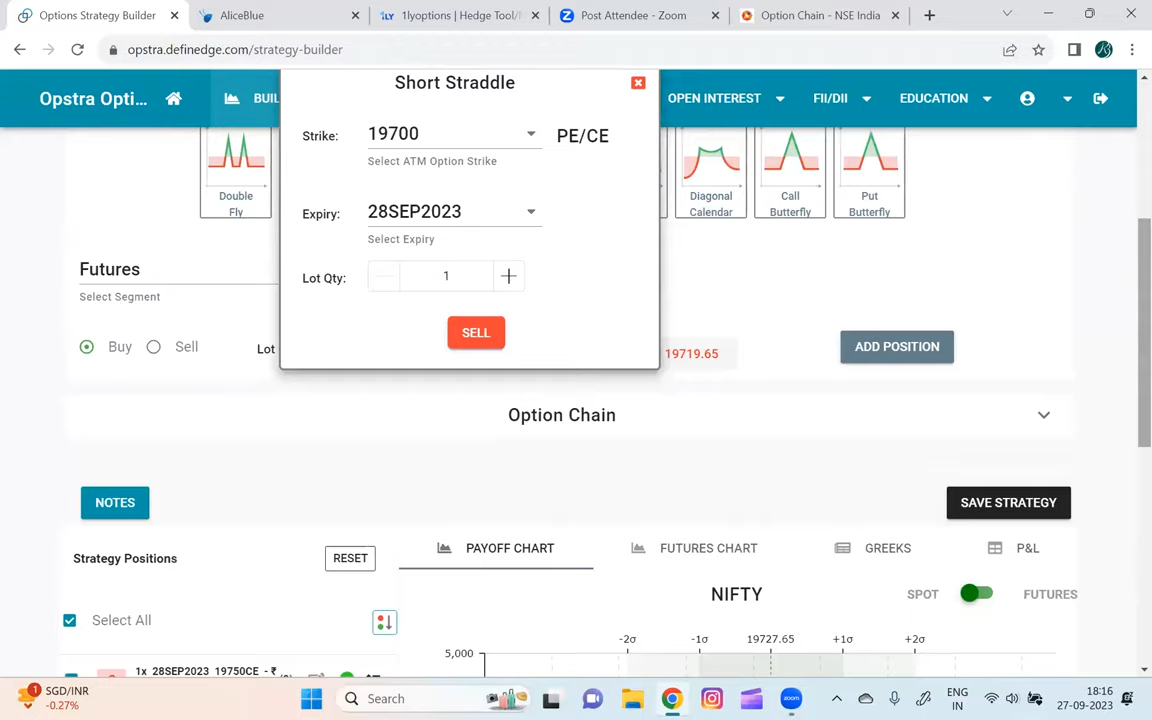 Options Strategy Builder
AliceBlue
1LY
1lyoptions | Hedge Tool/
Post Attendee - Zoom
Option Chain - NSE India
opstra.definedge.com/strategy-builder
Opstra Opti...
BUIL
Short Straddle
OPEN INTEREST
FII/DII
EDUCATION
Strike:
19700
PE/CE
Select ATM Option Strike
Double
Fly
Diagonal
Calendar
Call
Butterfly
Put
Butterfly
Expiry:
28SEP2023
Select Expiry
Futures
Select Segment
Lot Qty:
1
SELL
Buy
Sell
Lot
19719.65
ADD POSITION
Option Chain
NOTES
SAVE STRATEGY
Strategy Positions
RESET
PAYOFF CHART
FUTURES CHART
GREEKS
P&L
NIFTY
SPOT
FUTURES
Select All
-2σ
-1σ
19727.65
+1σ
+2σ
5,000
1x 28SEP2023 19750CE - ₹
1
SGD/INR
-0.27%
Search
zoom
ENG
IN
18:16
27-09-2023